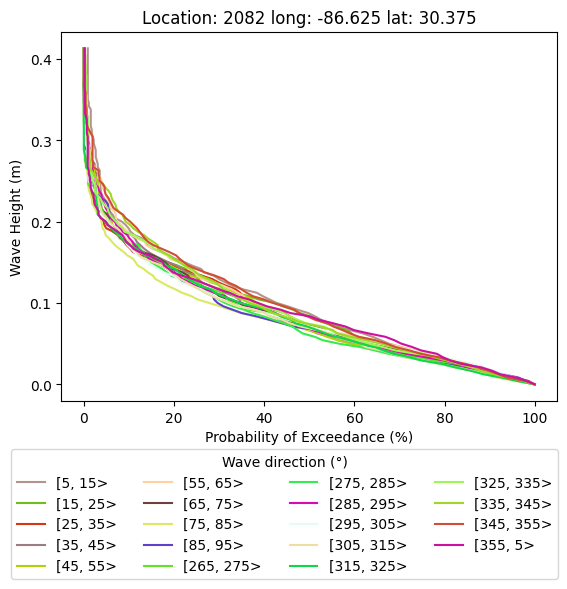 Location: 2082 long: -86.625 lat: 30.375
0.4
0.3
0.2
0.1
0.0
Wave Height (m)
0 20 40 60 80 100
Probability of Exceedance (%)
Wave direction (°)
[5, 15> [55, 65> [275, 285> [325, 335>
[15, 25> [65, 75> [285, 295> [335, 345>
[25, 35> [75, 85> [295, 305> [345, 355>
[35, 45> [85, 95> [305, 315> [355, 5>
[45, 55> [265, 275> [315, 325>